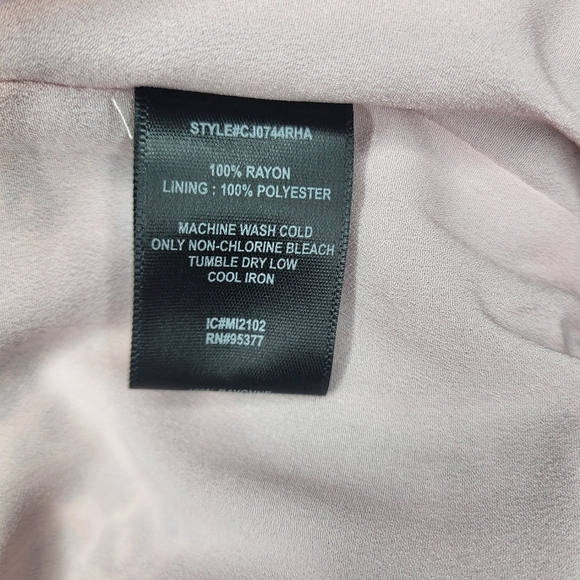 STYLE#CJ0744RHA
100% RAYON
LINING : 100% POLYESTER
MACHINE WASH COLD
ONLY NON-CHLORINE BLEACH
TUMBLE DRY LOW
COOL IRON
IC#MI2102
RN#95377